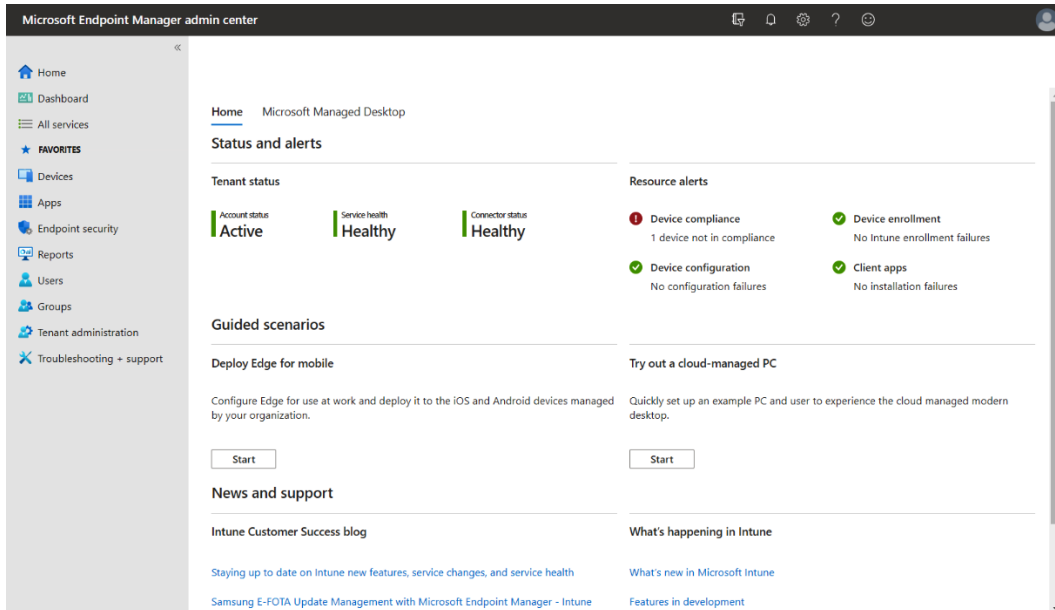 Microsoft Endpoint Manager admin center
«
Home
Dashboard
All services
FAVORITES
Devices
Apps
Endpoint security
Reports
Users
Groups
Tenant administration
Troubleshooting + support
Home Microsoft Managed Desktop
Status and alerts
Tenant status
Account status
Active
Service health
Healthy
Connector status
Healthy
Resource alerts
Device compliance
1 device not in compliance
Device enrollment
No Intune enrollment failures
Device configuration
No configuration failures
Client apps
No installation failures
Guided scenarios
Deploy Edge for mobile
Configure Edge for use at work and deploy it to the iOS and Android devices managed
by your organization.
Start
Try out a cloud-managed PC
Quickly set up an example PC and user to experience the cloud managed modern
desktop.
Start
News and support
Intune Customer Success blog
Staying up to date on Intune new features, service changes, and service health
Samsung E-FOTA Update Management with Microsoft Endpoint Manager - Intune
What's happening in Intune
What's new in Microsoft Intune
Features in development